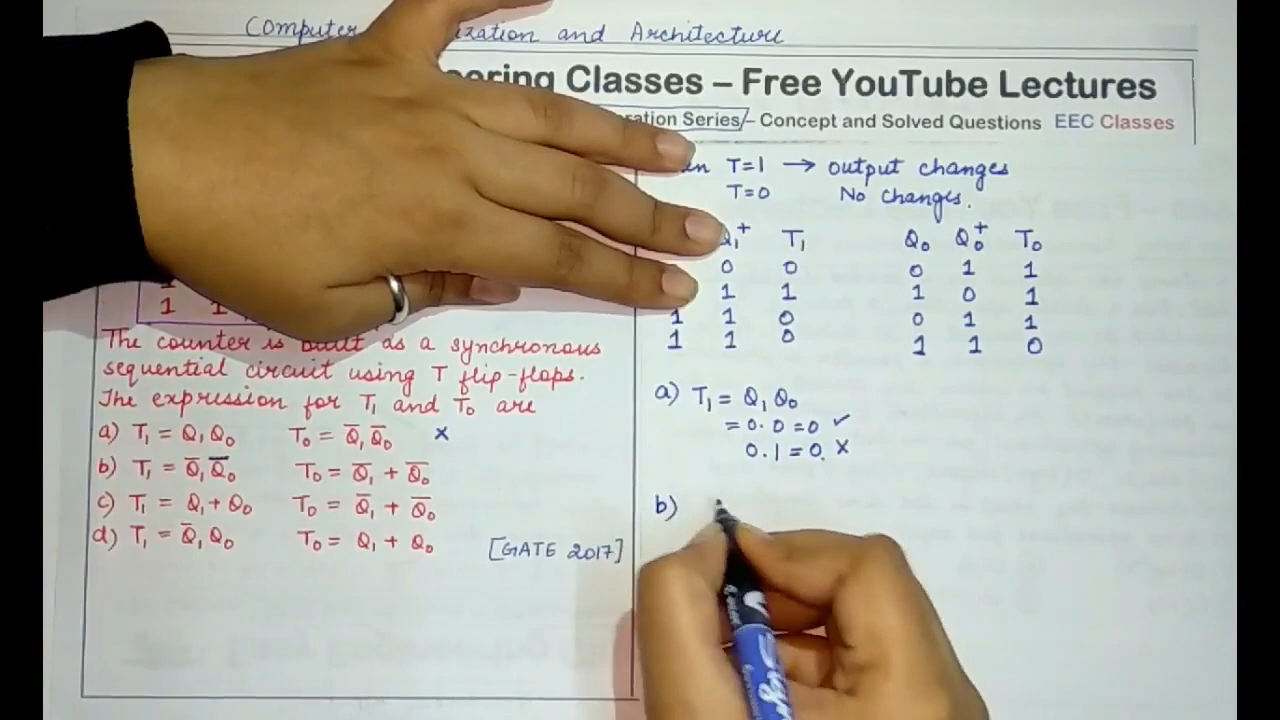 Computer ization and Architecture
eering Classes – Free YouTube Lectures
ration Series – Concept and Solved Questions EEC Classes
T=1 → output changes
T=0 No changes.
Q₁⁺ T₁ Q₀ Q₀⁺ T₀
0 0 0 1 1
1 1 1 0 1
1 1 0 0 1 1
1 1 0 1 1 0
1
1 1
The counter is built as a synchronous
sequential circuit using T flip-flops.
The expression for T₁ and T₀ are
a) T₁ = Q₁Q₀ T₀ = Q̅₁Q̅₀ ×
b) T₁ = Q̅₁Q̅₀ T₀ = Q̅₁ + Q̅₀
c) T₁ = Q₁ + Q₀ T₀ = Q̅₁ + Q̅₀
d) T₁ = Q̅₁Q₀ T₀ = Q₁ + Q₀
[GATE 2017]
a) T₁ = Q₁Q₀
= 0.0 = 0 ✓
0.1 = 0. ×
b)